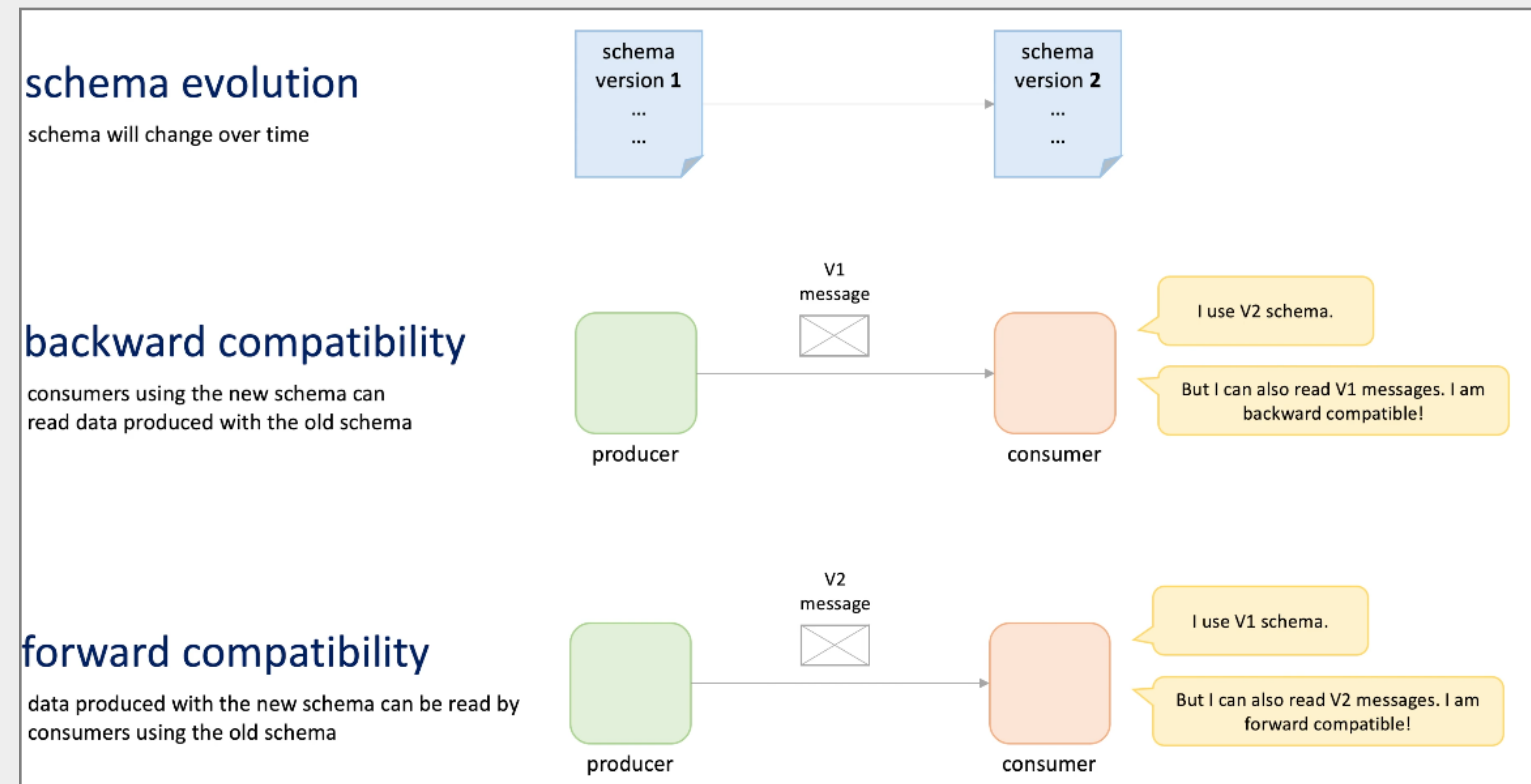 schema evolution
schema will change over time
schema
version 1
...
...
schema
version 2
...
...
backward compatibility
consumers using the new schema can
read data produced with the old schema
V1
message
producer
consumer
I use V2 schema.
But I can also read V1 messages. I am
backward compatible!
forward compatibility
data produced with the new schema can be read by
consumers using the old schema
V2
message
producer
consumer
I use V1 schema.
But I can also read V2 messages. I am
forward compatible!